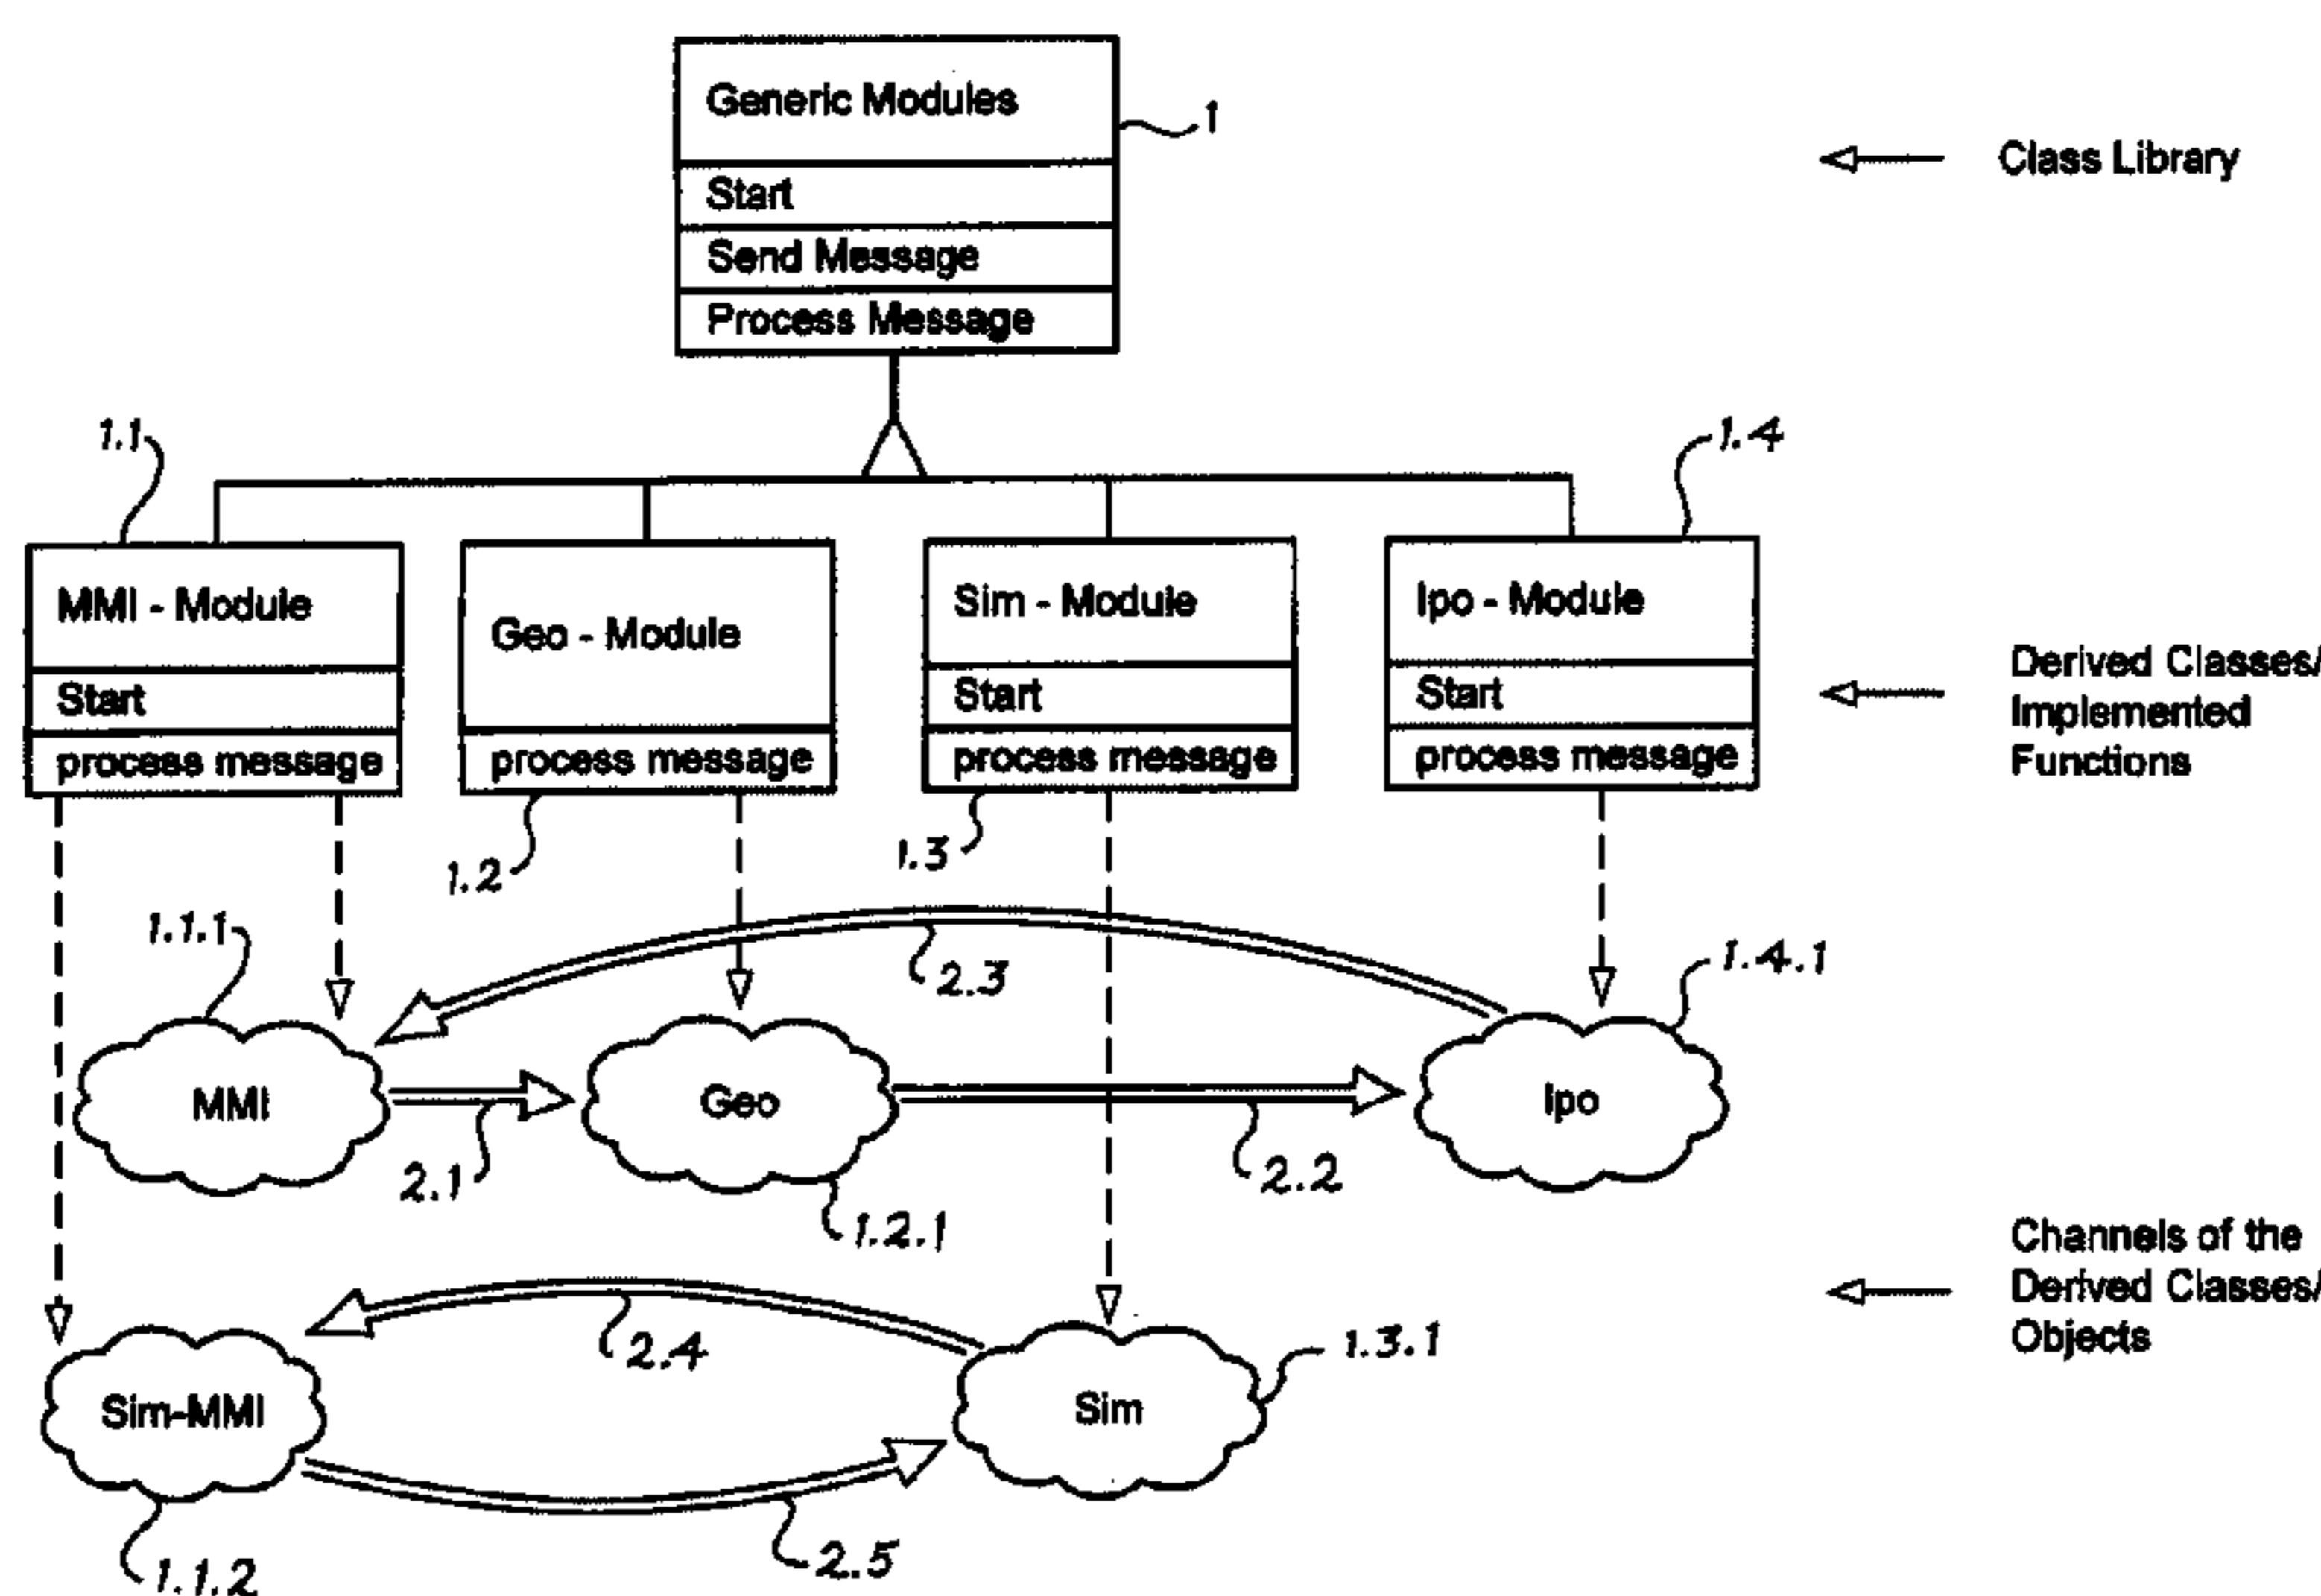 Generic Modules
1
Class Library
Start
Send Message
Process Message
1.1
1.4
MMI - Module
Geo - Module
Sim - Module
Ipo - Module
Start
Start
Start
process message
process message
process message
process message
Derived Classes/
Implemented
Functions
1.2
1.3
1.1.1
2.3
1.4.1
MMI
Geo
Ipo
2.1
2.2
1.2.1
Channels of the
Derived Classes/
Objects
2.4
1.3.1
Sim-MMI
Sim
2.5
1.1.2